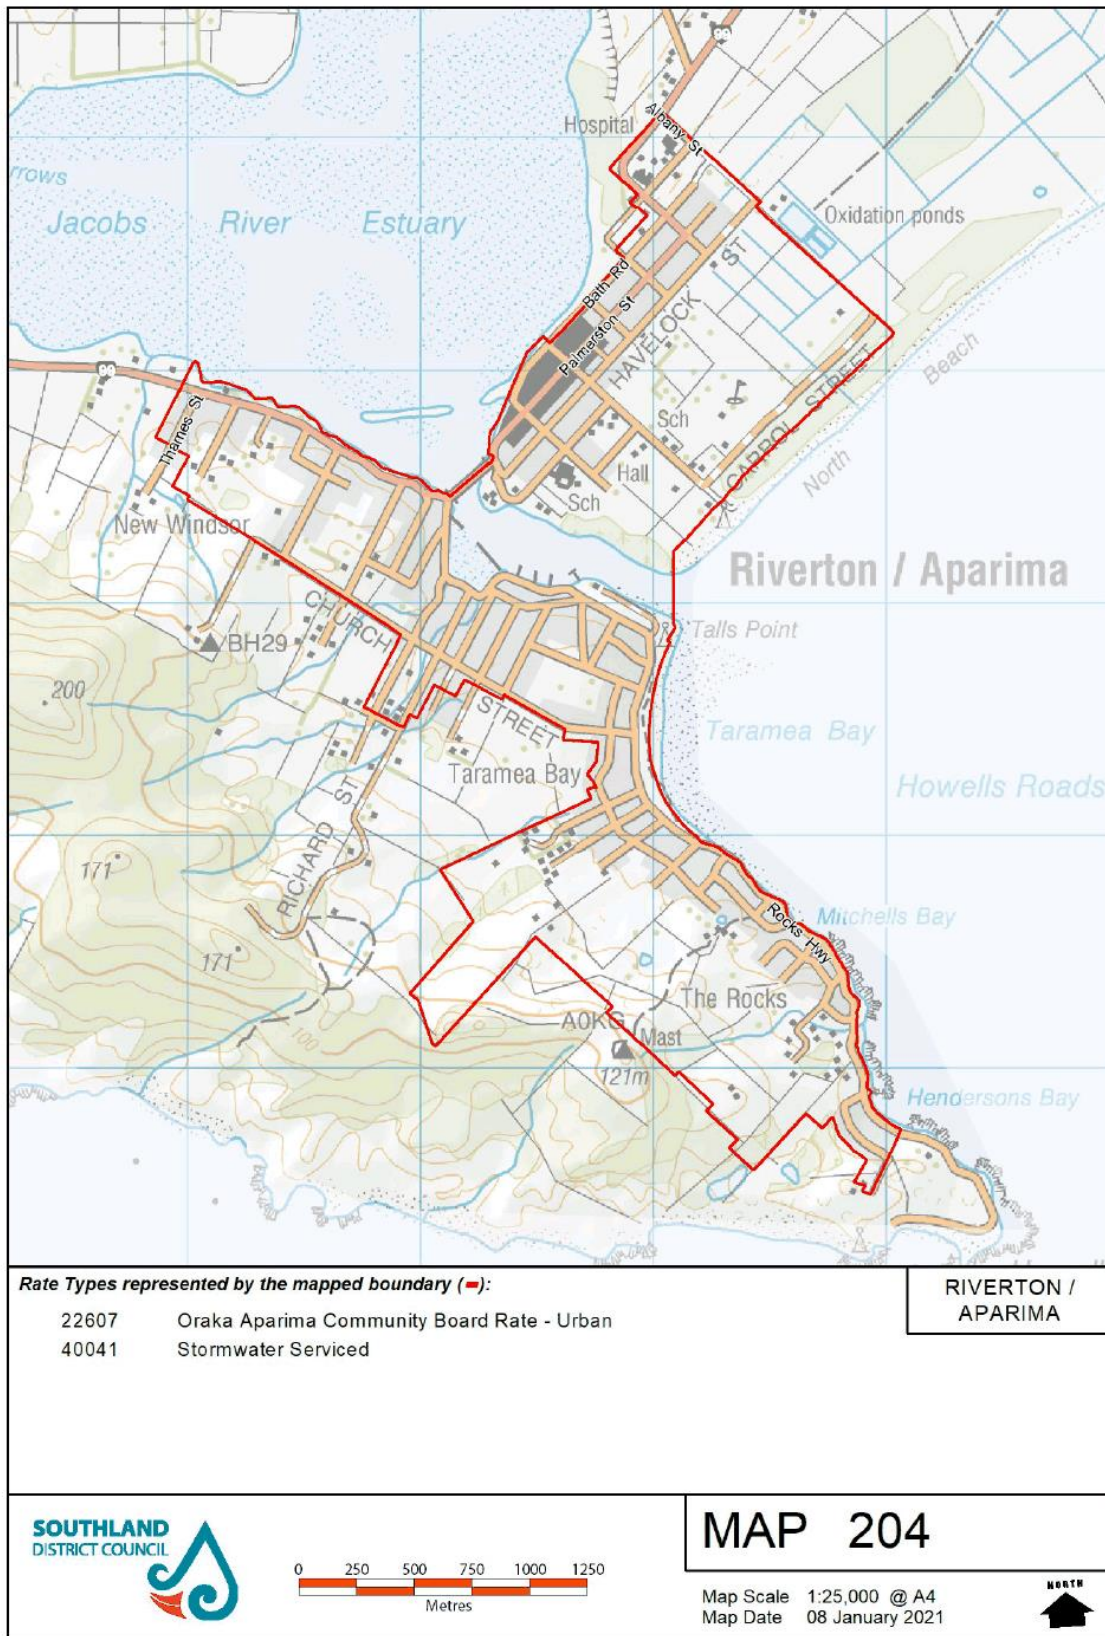 99
Albany St
Hospital
rrows
Jacobs River Estuary
Oxidation ponds
Bath Rd
Palmerston St
HAVELOCK ST
Beach
99
Thames St
CARROL STREET
Sch
North
Hall
Sch
New Windsor
Riverton / Aparima
CHURCH STREET
Talls Point
BH29
200
Taramea Bay
Taramea Bay
Howells Roads
RICHARD ST
171
Rocks Hwy
Mitchells Bay
171
The Rocks
A0KG
Mast
100
121m
Hendersons Bay
Rate Types represented by the mapped boundary ( ):
RIVERTON /
APARIMA
22607 Oraka Aparima Community Board Rate - Urban
40041 Stormwater Serviced
SOUTHLAND
DISTRICT COUNCIL
0 250 500 750 1000 1250
Metres
MAP 204
Map Scale 1:25,000 @ A4
Map Date 08 January 2021
NORTH